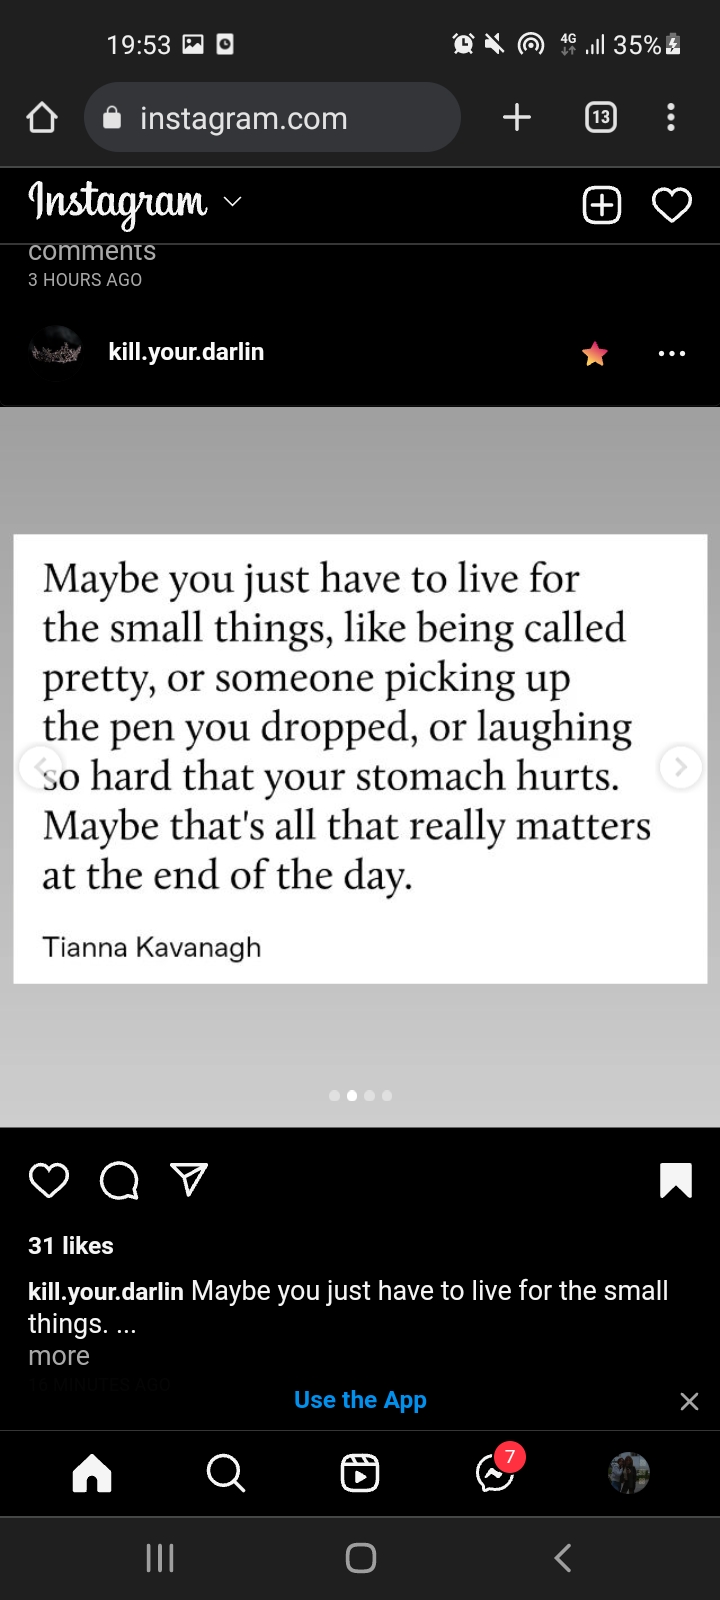 19:53 4G 35%
instagram.com 13
Instagram
comments
3 HOURS AGO
kill.your.darlin
Maybe you just have to live for
the small things, like being called
pretty, or someone picking up
the pen you dropped, or laughing
so hard that your stomach hurts.
Maybe that's all that really matters
at the end of the day.
Tianna Kavanagh
31 likes
kill.your.darlin Maybe you just have to live for the small
things. ...
more
16 MINUTES AGO
Use the App
7